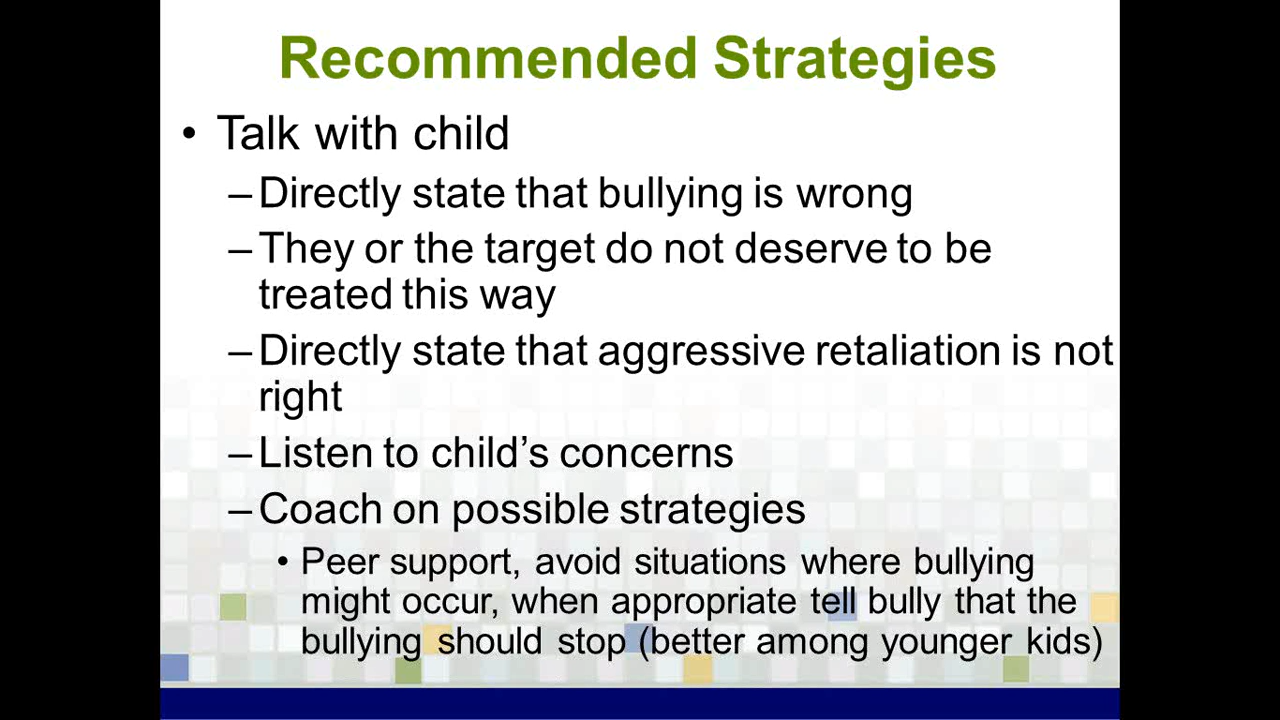 Recommended Strategies
• Talk with child
–Directly state that bullying is wrong
–They or the target do not deserve to be
treated this way
–Directly state that aggressive retaliation is not
right
–Listen to child’s concerns
–Coach on possible strategies
• Peer support, avoid situations where bullying
might occur, when appropriate tell bully that the
bullying should stop (better among younger kids)